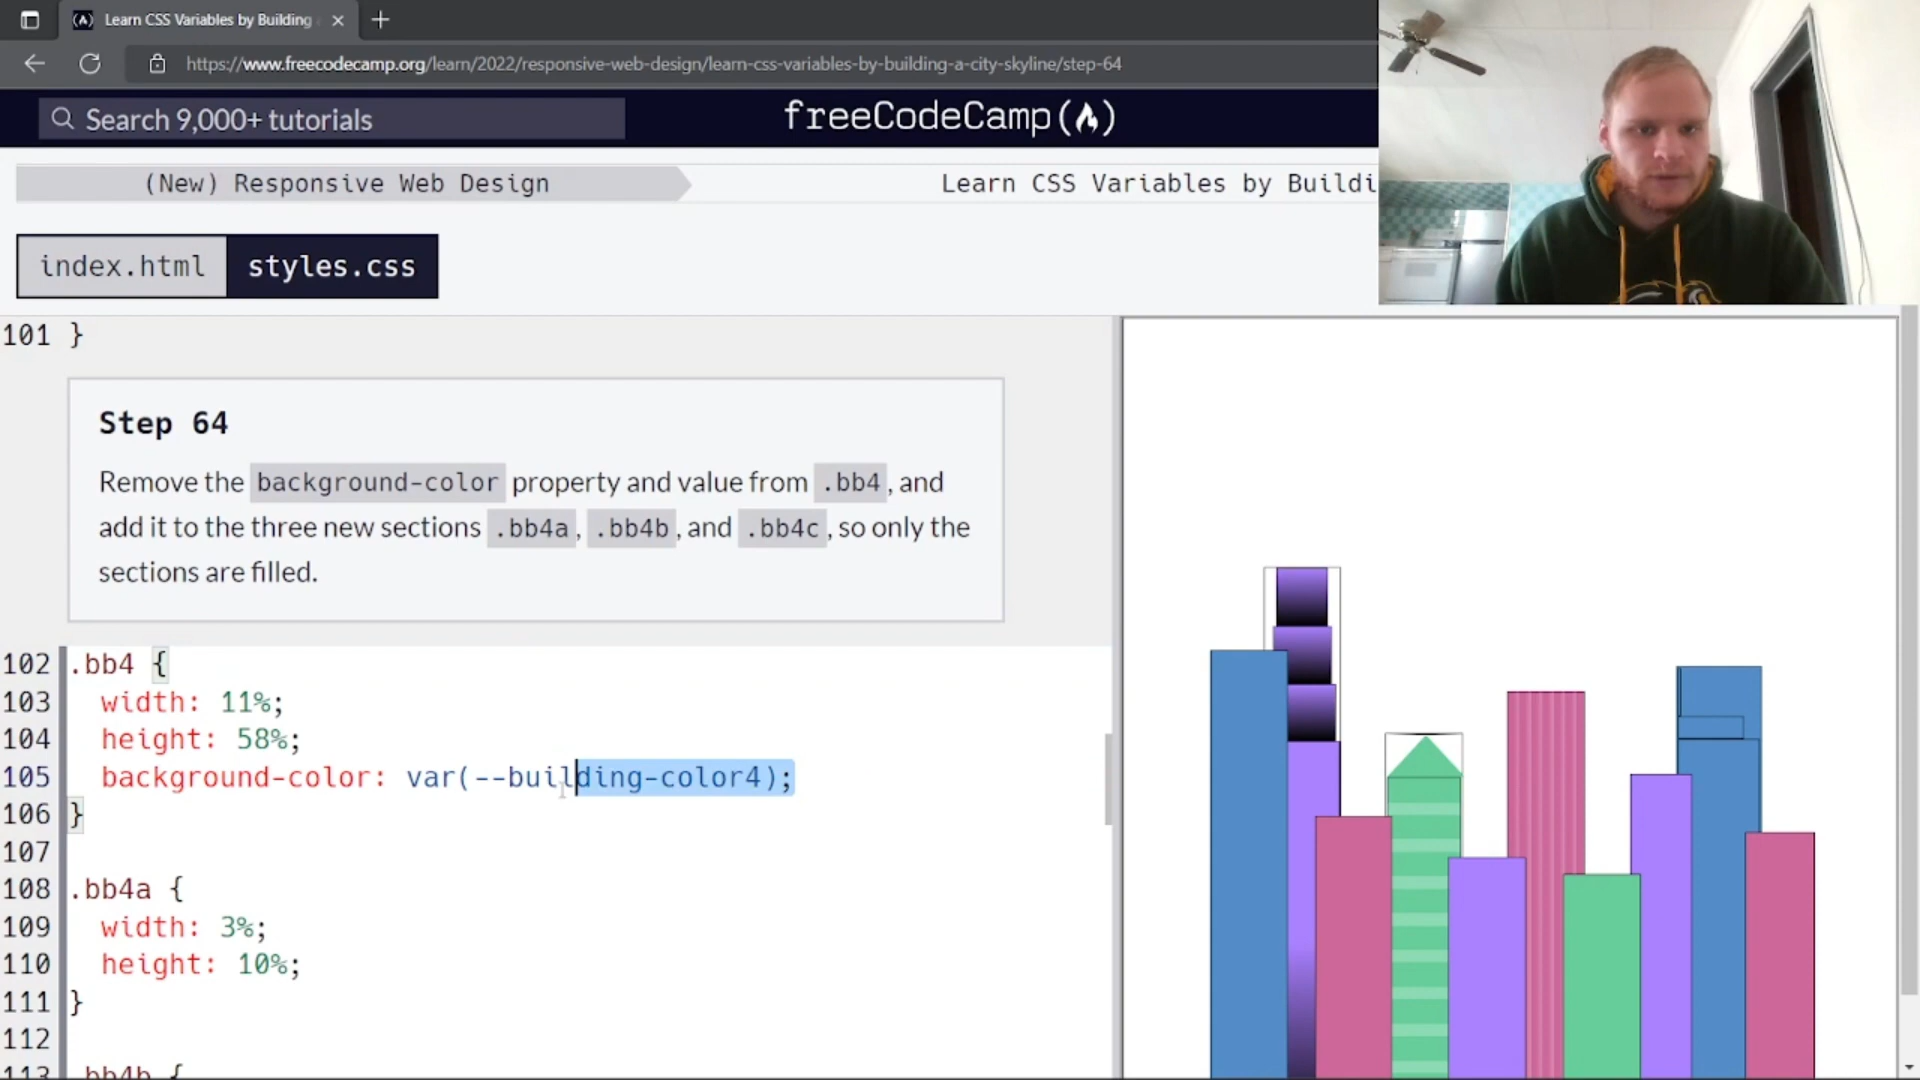 Learn CSS Variables by Building
https://www.freecodecamp.org/learn/2022/responsive-web-design/learn-css-variables-by-building-a-city-skyline/step-64
Search 9,000+ tutorials
freeCodeCamp
(New) Responsive Web Design
Learn CSS Variables by Buildi
index.html
styles.css
101 }
Step 64
Remove the background-color property and value from .bb4, and
add it to the three new sections .bb4a, .bb4b, and .bb4c, so only the
sections are filled.
102 .bb4 {
103 width: 11%;
104 height: 58%;
105 background-color: var(--building-color4);
106 }
107
108 .bb4a {
109 width: 3%;
110 height: 10%;
111 }
112
113 .bb4b {